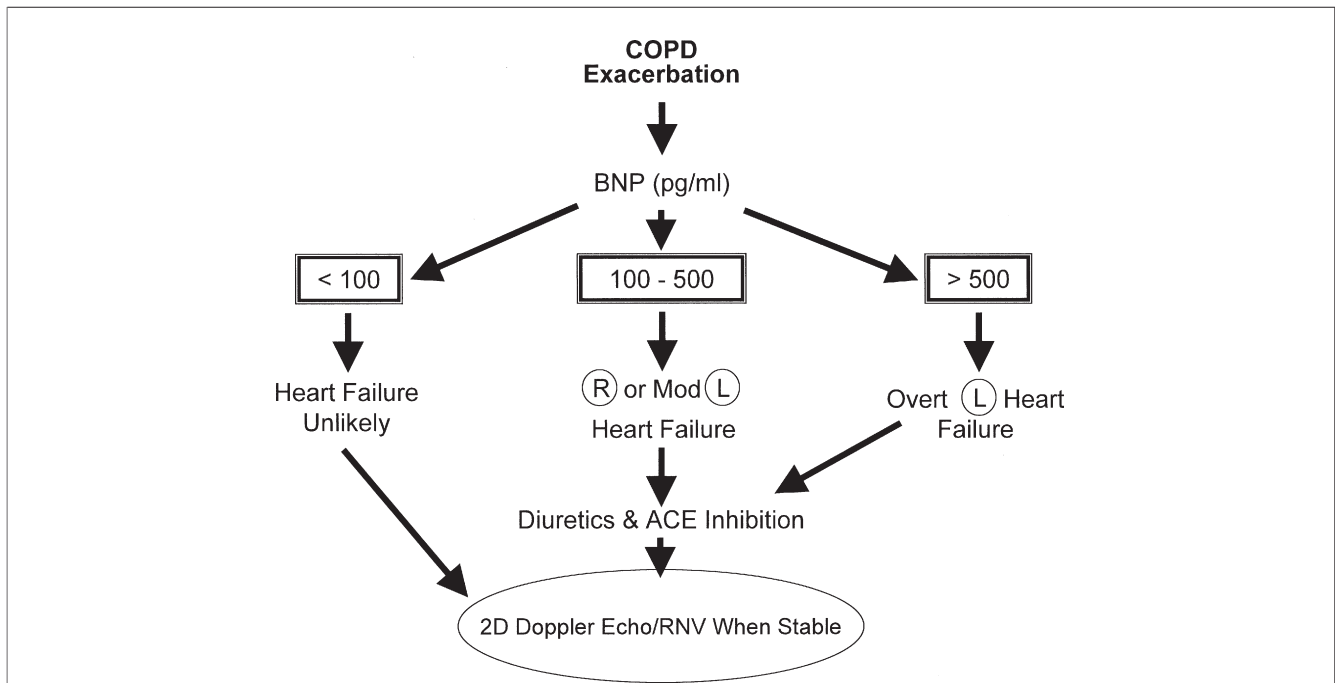 COPD
Exacerbation
BNP (pg/ml)
< 100
100 - 500
> 500
Heart Failure
Unlikely
R or Mod L
Heart Failure
Overt L Heart
Failure
Diuretics & ACE Inhibition
2D Doppler Echo/RNV When Stable